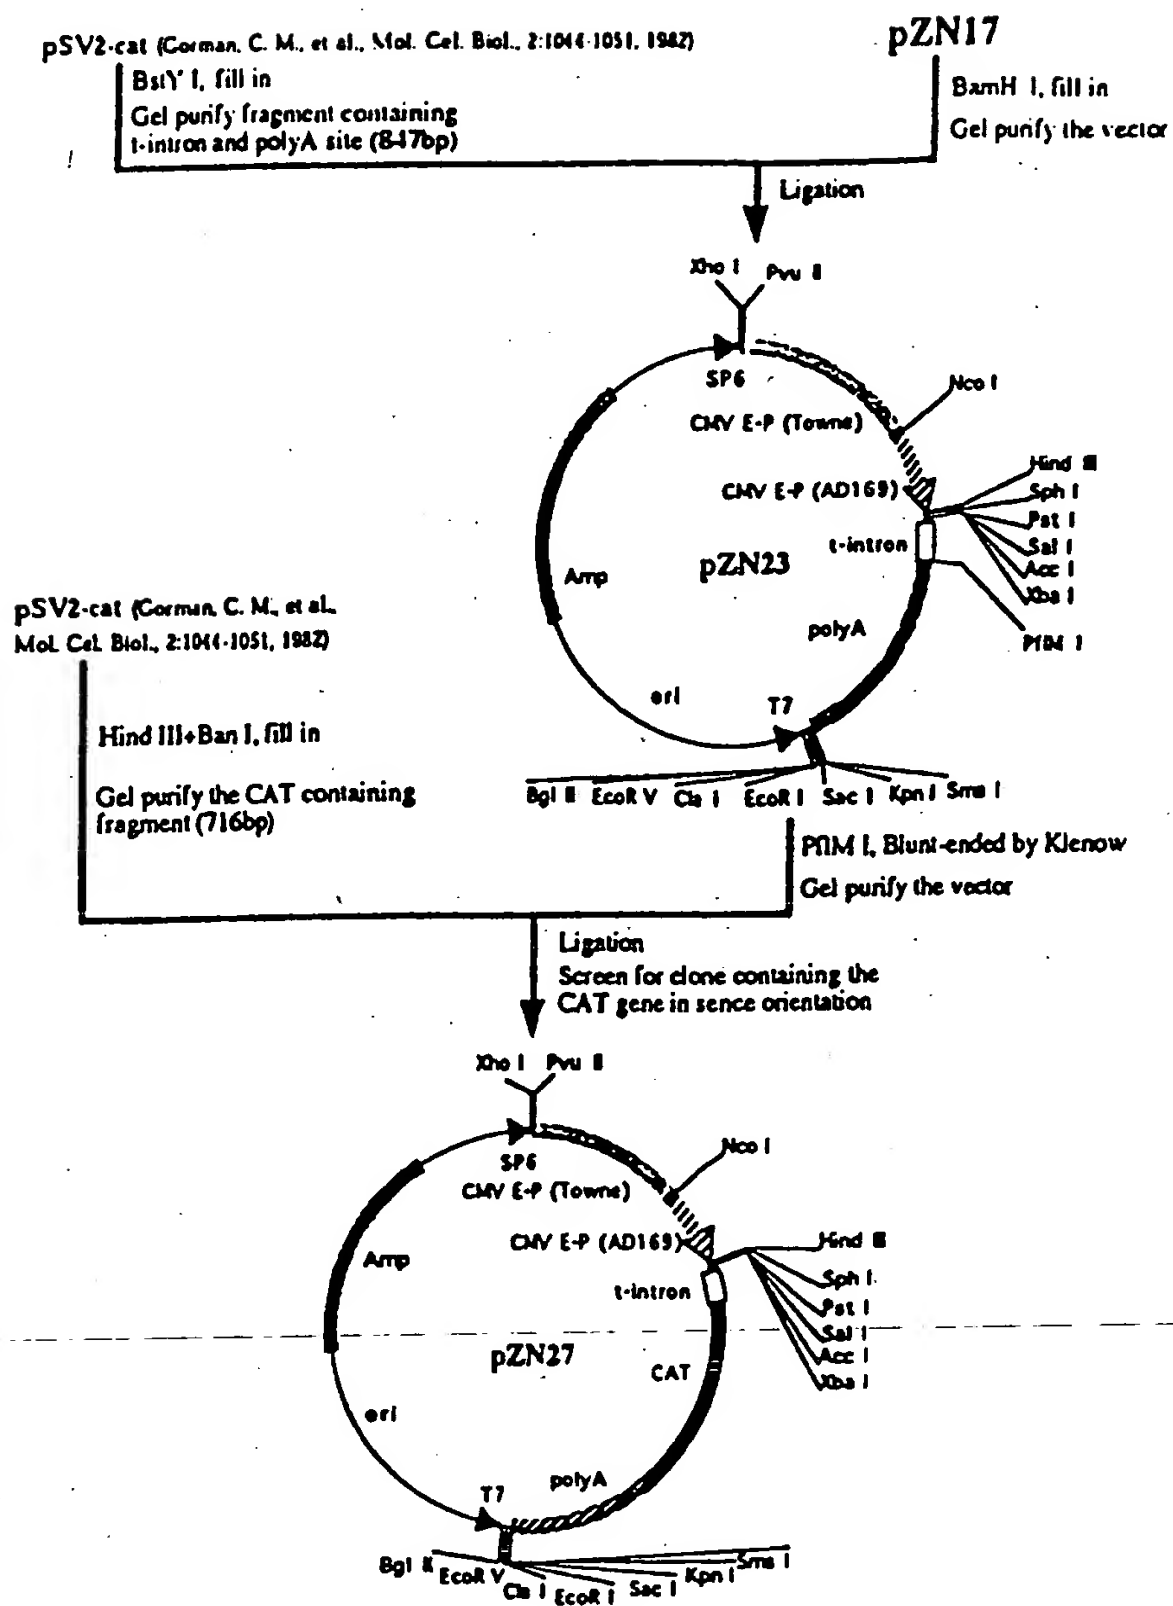 pSV2-cat (Gorman, C. M., et al., Mol. Cel. Biol., 2:1044-1051, 1982)
pZN17
BstY I, fill in
Gel purify fragment containing
t-intron and polyA site (847bp)
BamH I, fill in
Gel purify the vector
Ligation
Xho I
Pvu II
SP6
Nco I
CMV E-P (Towne)
CMV E-P (AD169)
Hind III
Sph I
Pst I
Sal I
Acc I
Xba I
PflM I
t-intron
pZN23
Amp
polyA
ori
T7
Bgl II
EcoR V
Cla I
EcoR I
Sac I
Kpn I
Sma I
pSV2-cat (Gorman, C. M., et al.,
Mol. Cel. Biol., 2:1044-1051, 1982)
Hind III+Ban I, fill in
Gel purify the CAT containing
fragment (716bp)
PflM I, Blunt-ended by Klenow
Gel purify the vector
Ligation
Screen for clone containing the
CAT gene in sence orientation
Xho I
Pvu II
SP6
Nco I
CMV E-P (Towne)
CMV E-P (AD169)
Hind III
Sph I
Pst I
Sal I
Acc I
Xba I
t-intron
Amp
pZN27
CAT
ori
polyA
T7
Bgl II
EcoR V
Cla I
EcoR I
Sac I
Kpn I
Sma I